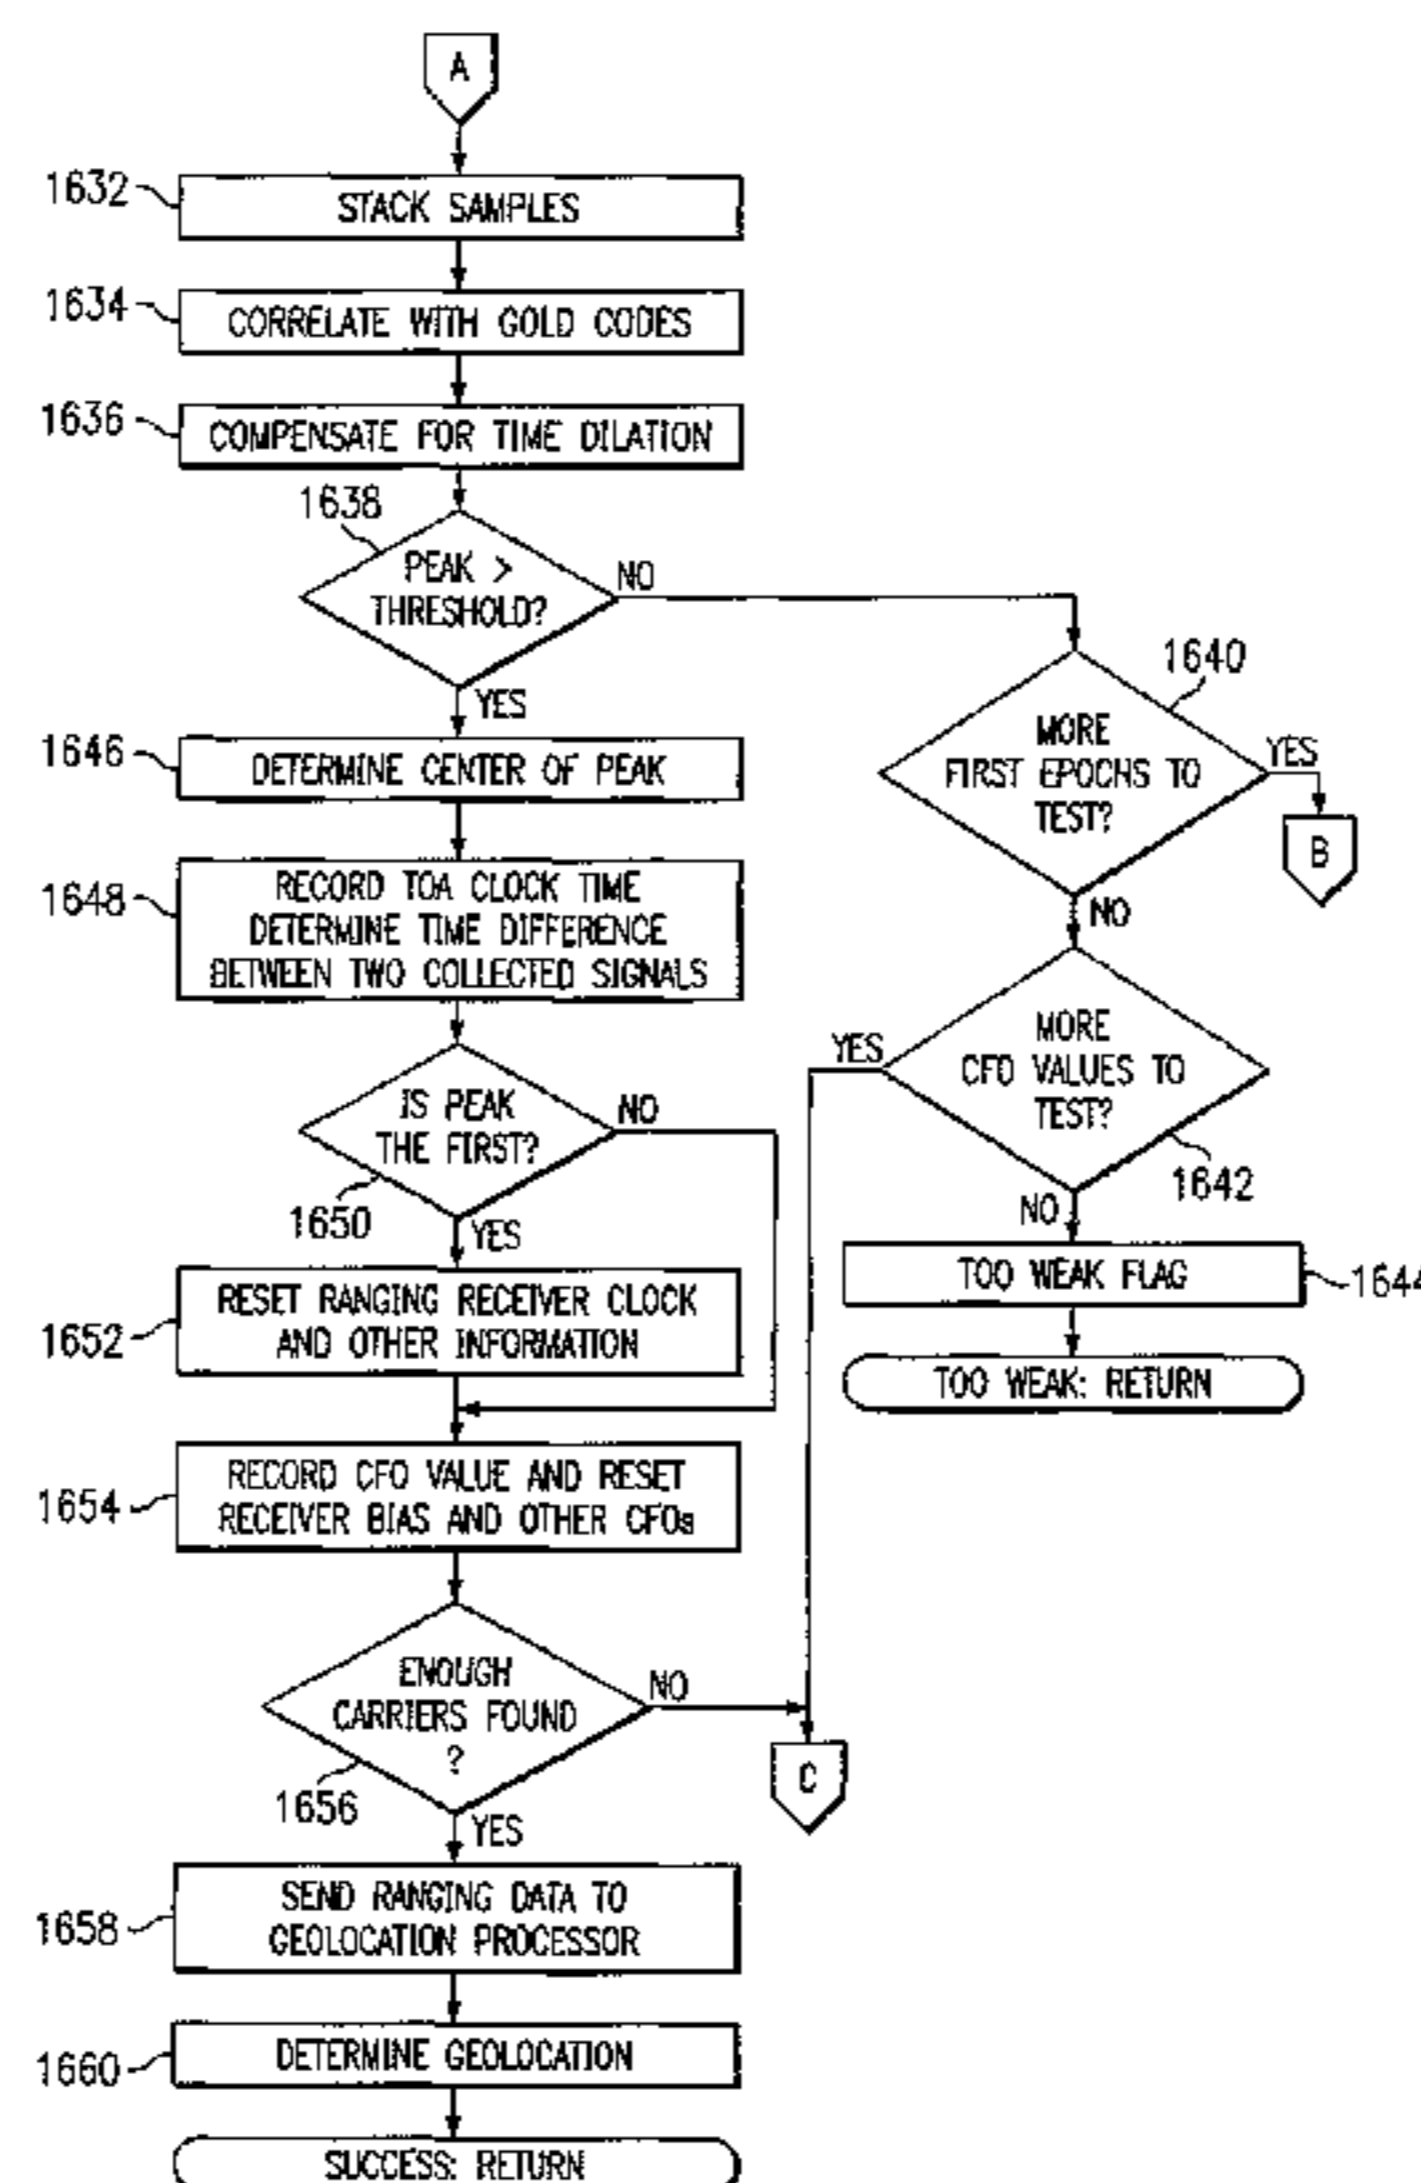 A
1632
STACK SAMPLES
1634
CORRELATE WITH GOLD CODES
1636
COMPENSATE FOR TIME DILATION
1638
PEAK >
THRESHOLD?
NO
YES
1640
MORE
FIRST EPOCHS TO
TEST?
YES
B
NO
1646
DETERMINE CENTER OF PEAK
1648
RECORD TOA CLOCK TIME
DETERMINE TIME DIFFERENCE
BETWEEN TWO COLLECTED SIGNALS
YES
MORE
CFO VALUES TO
TEST?
1642
NO
IS PEAK
THE FIRST?
NO
1650
YES
TOO WEAK FLAG
1644
TOO WEAK: RETURN
1652
RESET RANGING RECEIVER CLOCK
AND OTHER INFORMATION
1654
RECORD CFO VALUE AND RESET
RECEIVER BIAS AND OTHER CFOs
ENOUGH
CARRIERS FOUND
?
NO
1656
YES
C
1658
SEND RANGING DATA TO
GEOLOCATION PROCESSOR
1660
DETERMINE GEOLOCATION
SUCCESS: RETURN